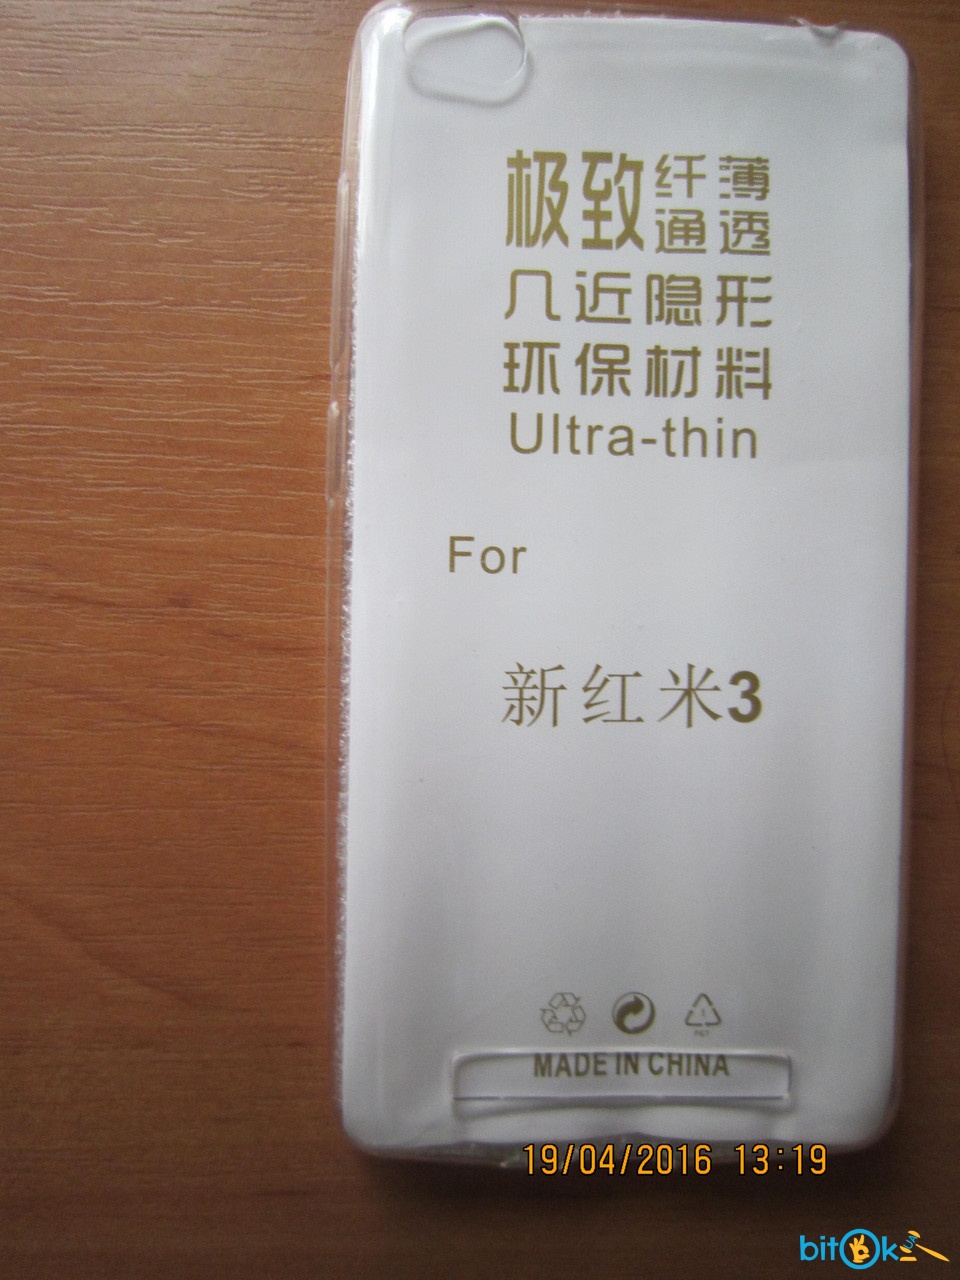 极致纤薄
通透
几近隐形
环保材料
Ultra-thin
For
新红米3
MADE IN CHINA
19/04/2016 13:19
bitOk